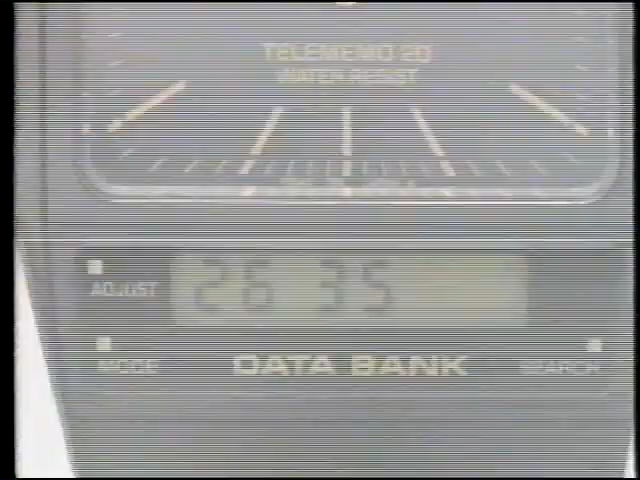 TELEMEMO 20
WATER RESIST
ADJUST
26 35
MODE
DATA BANK
SEARCH